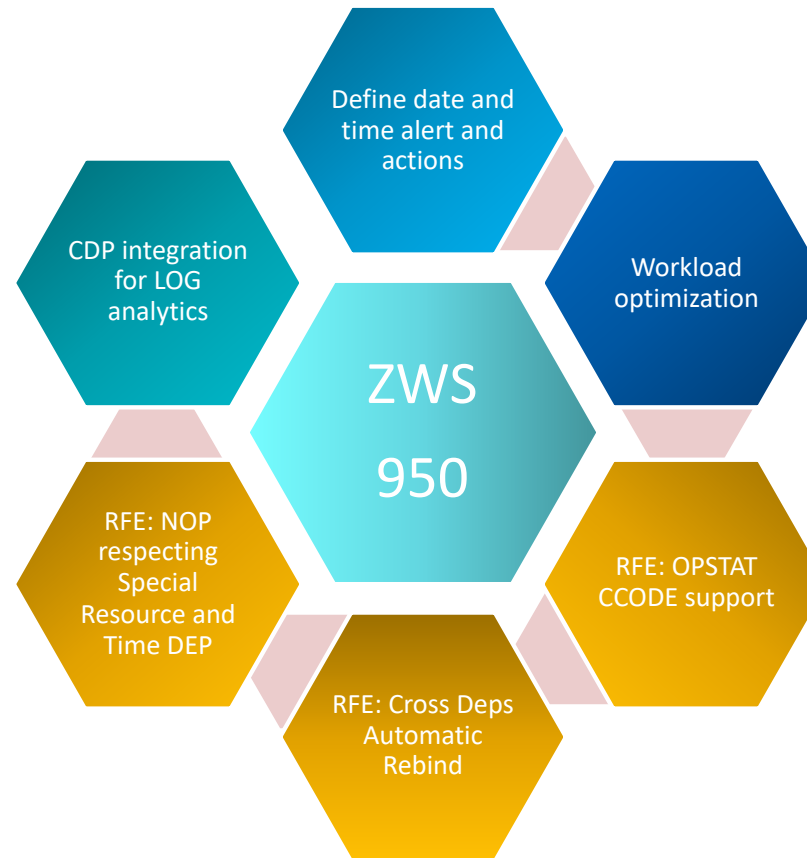 Define date and
time alert and
actions
CDP integration
for LOG
analytics
Workload
optimization
ZWS
950
RFE: NOP
respecting
Special
Resource and
Time DEP
RFE: OPSTAT
CCODE support
RFE: Cross Deps
Automatic
Rebind